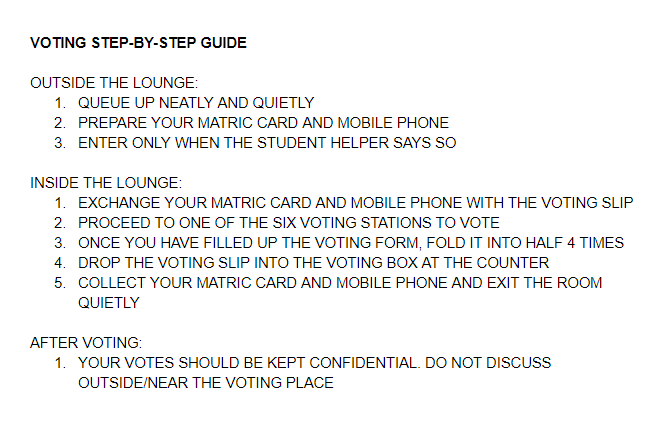 VOTING STEP-BY-STEP GUIDE
OUTSIDE THE LOUNGE:
1. QUEUE UP NEATLY AND QUIETLY
2. PREPARE YOUR MATRIC CARD AND MOBILE PHONE
3. ENTER ONLY WHEN THE STUDENT HELPER SAYS SO
INSIDE THE LOUNGE:
1. EXCHANGE YOUR MATRIC CARD AND MOBILE PHONE WITH THE VOTING SLIP
2. PROCEED TO ONE OF THE SIX VOTING STATIONS TO VOTE
3. ONCE YOU HAVE FILLED UP THE VOTING FORM, FOLD IT INTO HALF 4 TIMES
4. DROP THE VOTING SLIP INTO THE VOTING BOX AT THE COUNTER
5. COLLECT YOUR MATRIC CARD AND MOBILE PHONE AND EXIT THE ROOM
QUIETLY
AFTER VOTING:
1. YOUR VOTES SHOULD BE KEPT CONFIDENTIAL. DO NOT DISCUSS
OUTSIDE/NEAR THE VOTING PLACE